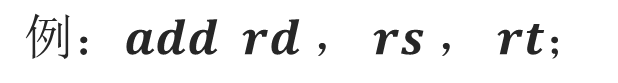 例：add rd， rs， rt;